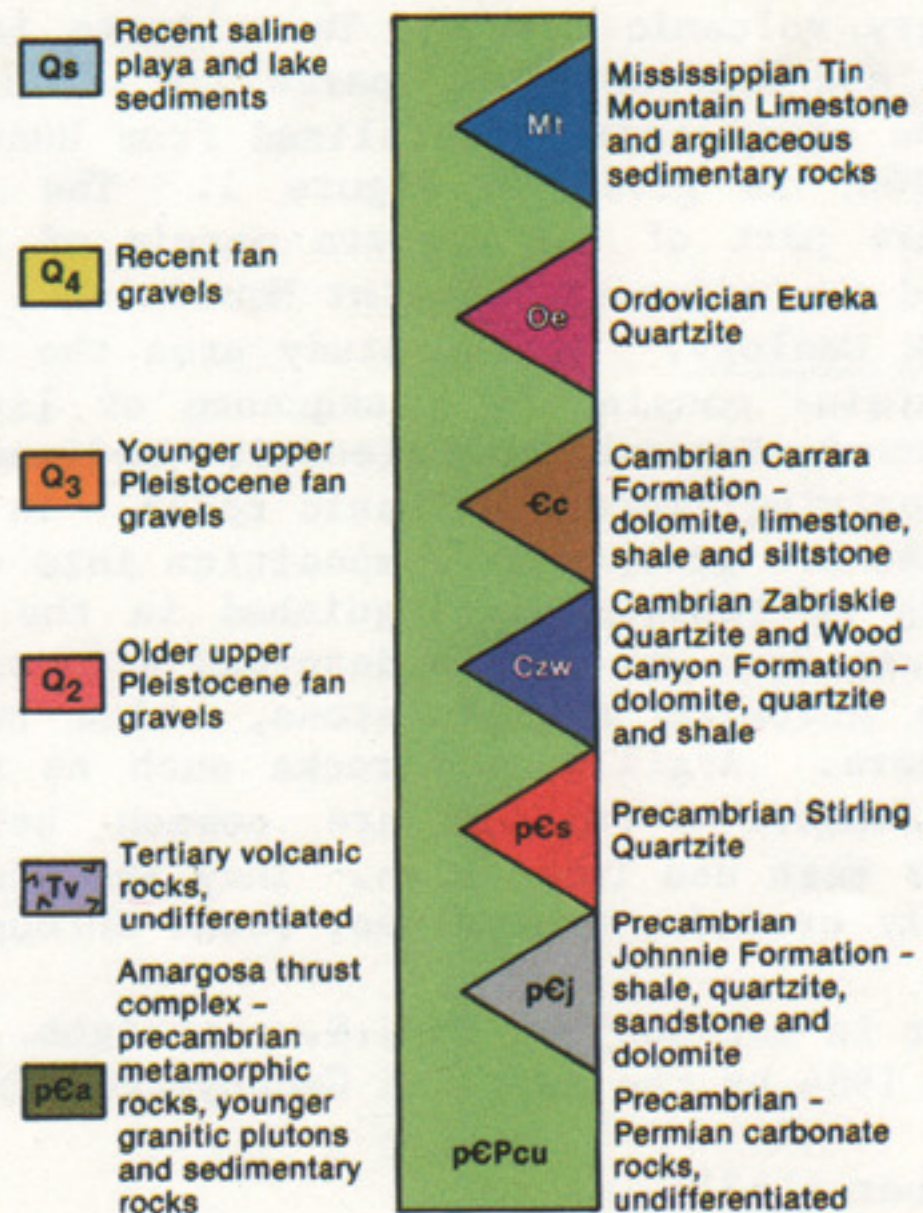 Qs
Recent saline
playa and lake
sediments
Q4
Recent fan
gravels
Q3
Younger upper
Pleistocene fan
gravels
Q2
Older upper
Pleistocene fan
gravels
Tv
Tertiary volcanic
rocks,
undifferentiated
pЄa
Amargosa thrust
complex –
precambrian
metamorphic
rocks, younger
granitic plutons
and sedimentary
rocks
Mt
Mississippian Tin
Mountain Limestone
and argillaceous
sedimentary rocks
Oe
Ordovician Eureka
Quartzite
Єc
Cambrian Carrara
Formation –
dolomite, limestone,
shale and siltstone
Czw
Cambrian Zabriskie
Quartzite and Wood
Canyon Formation –
dolomite, quartzite
and shale
pЄs
Precambrian Stirling
Quartzite
pЄj
Precambrian
Johnnie Formation –
shale, quartzite,
sandstone and
dolomite
pЄPcu
Precambrian –
Permian carbonate
rocks,
undifferentiated